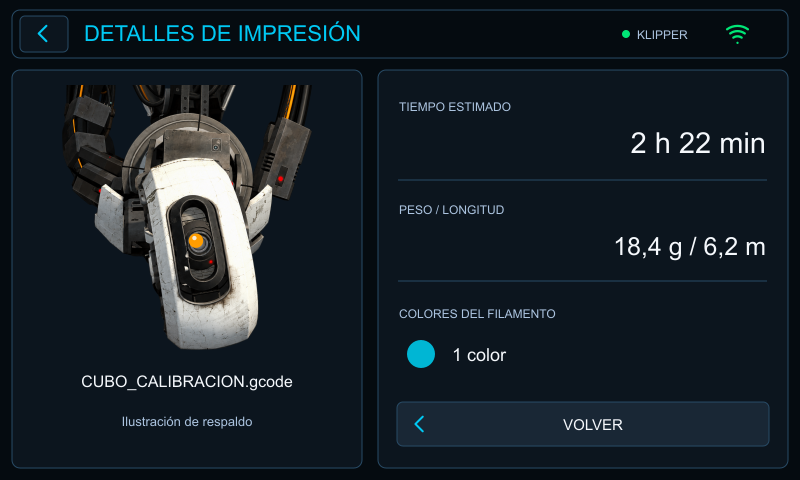 DETALLES DE IMPRESIÓN
KLIPPER
CUBO_CALIBRACION.gcode
Ilustración de respaldo
TIEMPO ESTIMADO
2 h 22 min
PESO / LONGITUD
18,4 g / 6,2 m
COLORES DEL FILAMENTO
1 color
VOLVER